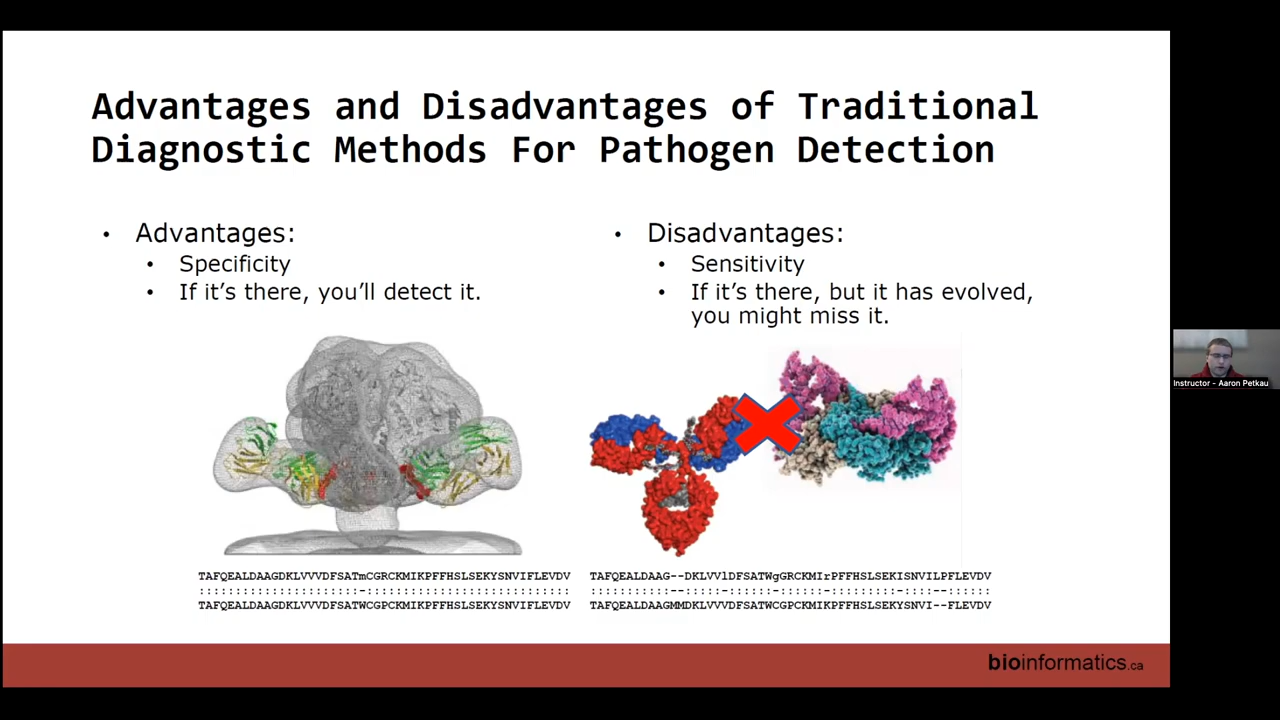 Advantages and Disadvantages of Traditional
Diagnostic Methods For Pathogen Detection
• Advantages:
• Specificity
• If it’s there, you’ll detect it.
• Disadvantages:
• Sensitivity
• If it’s there, but it has evolved,
you might miss it.
TAFQEALDAAGDKLVVVDFSATmCGRCKMIKPFFHSLSEKYSNVIFLEVDV
::::::::::::::::::::::-::::::::::::::::::::::::::::
TAFQEALDAAGDKLVVVDFSATWCGPCKMIKPFFHSLSEKYSNVIFLEVDV
TAFQEALDAAG--DKLVVlDFSATWgGRCKMIrPFFHSLSEKISNVILPFLEVDV
:::::::::::--:::::-::::::-::::::-:::::::::-::::--::::::
TAFQEALDAAGMMDKLVVVDFSATWCGPCKMIKPFFHSLSEKYSNVI--FLEVDV
bioinformatics.ca
Instructor - Aaron Petkau